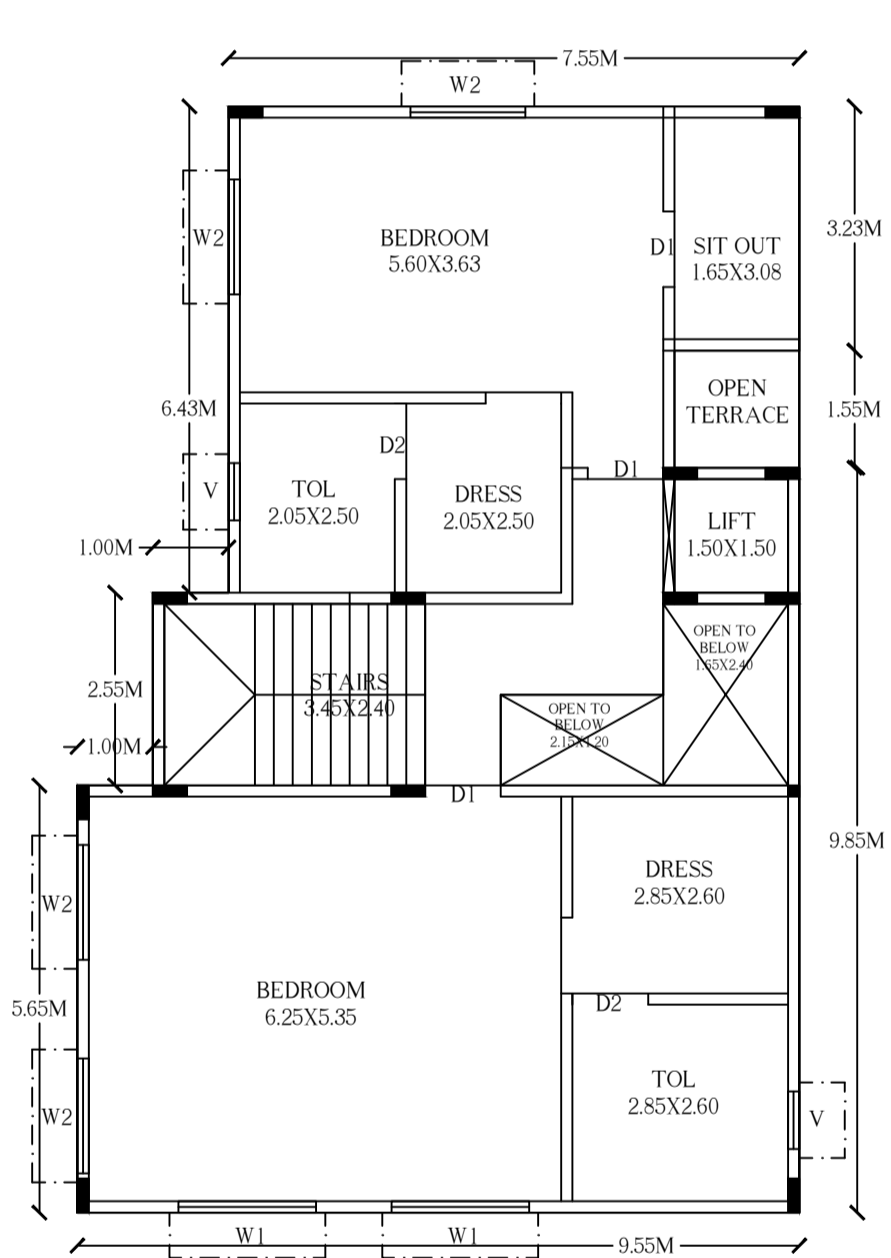 7.55M
W2
W2
BEDROOM
5.60X3.63
D1
SIT OUT
1.65X3.08
3.23M
OPEN
TERRACE
1.55M
6.43M
D2
D1
V
TOL
2.05X2.50
DRESS
2.05X2.50
LIFT
1.50X1.50
1.00M
OPEN TO
BELOW
1.65X2.40
2.55M
STAIRS
3.45X2.40
OPEN TO
BELOW
2.15X1.20
1.00M
D1
9.85M
W2
DRESS
2.85X2.60
BEDROOM
6.25X5.35
5.65M
D2
W2
TOL
2.85X2.60
V
W1
W1
9.55M